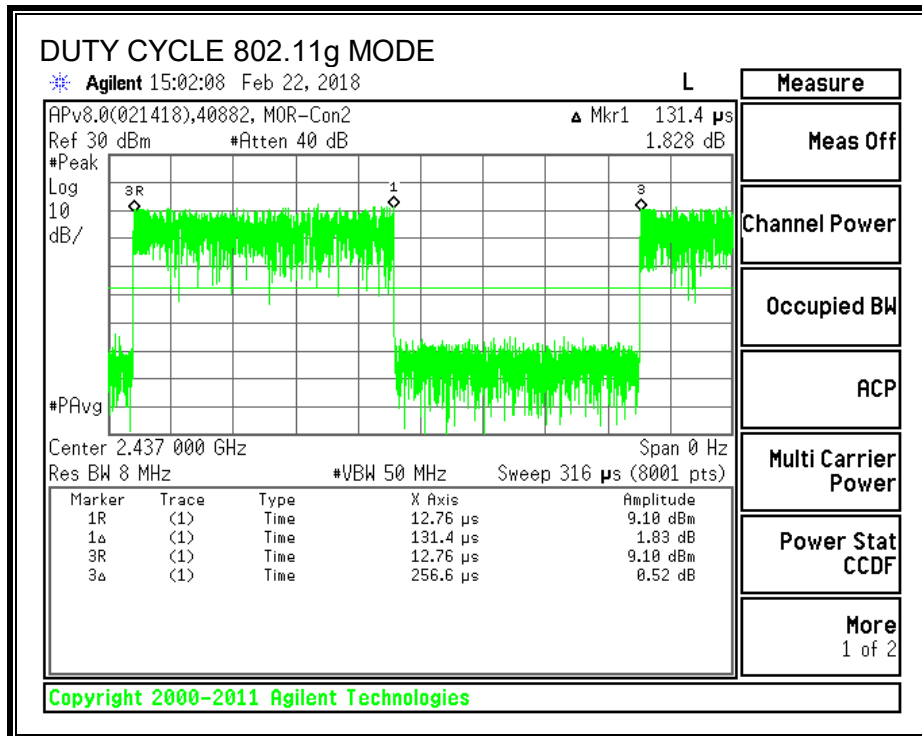 DUTY CYCLE 802.11g MODE
Agilent 15:02:08 Feb 22, 2018 L
Measure
APv8.0(021418),40882, MOR-Con2 Δ Mkr1 131.4 µs
Ref 30 dBm #Atten 40 dB 1.828 dB
Meas Off
#Peak
Log
10
dB/
3R
1
3
Channel Power
Occupied BW
ACP
#PAvg
Center 2.437 000 GHz Span 0 Hz
Res BW 8 MHz #VBW 50 MHz Sweep 316 µs (8001 pts)
Multi Carrier
Power
Marker Trace Type X Axis Amplitude
1R (1) Time 12.76 µs 9.10 dBm
1Δ (1) Time 131.4 µs 1.83 dB
3R (1) Time 12.76 µs 9.10 dBm
3Δ (1) Time 256.6 µs 0.52 dB
Power Stat
CCDF
More
1 of 2
Copyright 2000-2011 Agilent Technologies